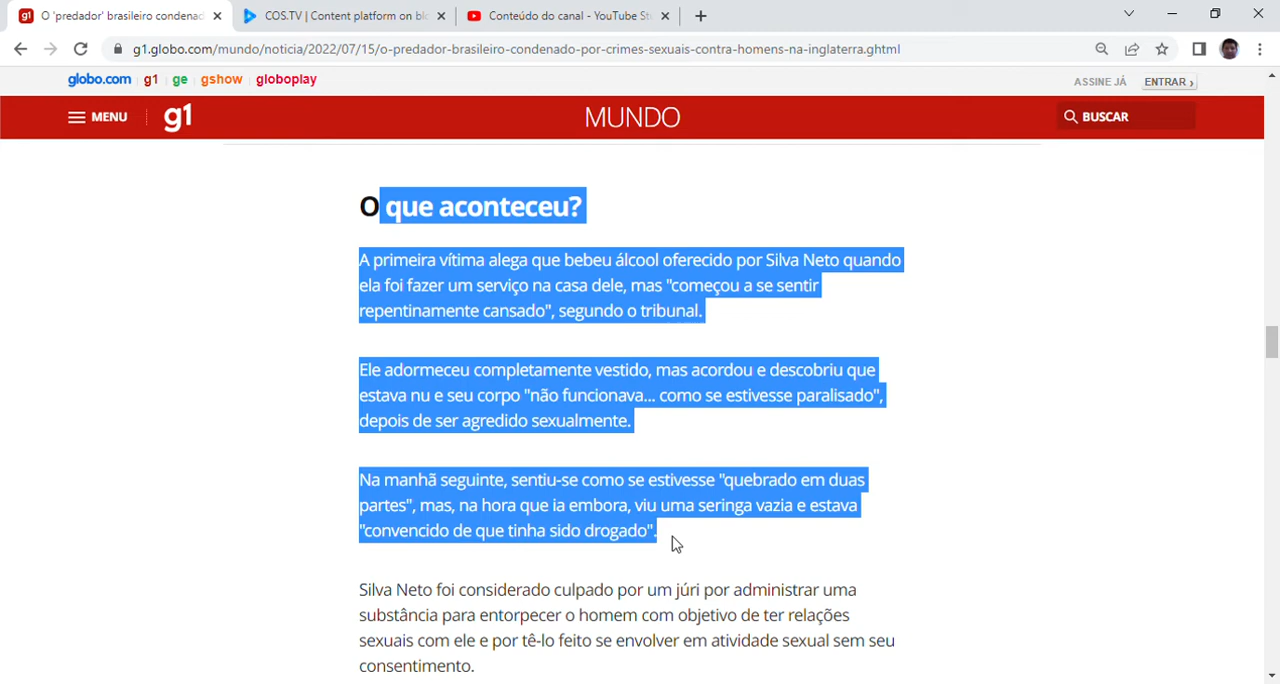 O 'predador' brasileiro condenad
COS.TV | Content platform on bl
Conteúdo do canal - YouTube St
g1.globo.com/mundo/noticia/2022/07/15/o-predador-brasileiro-condenado-por-crimes-sexuais-contra-homens-na-inglaterra.ghtml
globo.com g1 ge gshow globoplay ASSINE JÁ ENTRAR ›
MENU g1 MUNDO BUSCAR
O que aconteceu?
A primeira vítima alega que bebeu álcool oferecido por Silva Neto quando
ela foi fazer um serviço na casa dele, mas "começou a se sentir
repentinamente cansado", segundo o tribunal.
Ele adormeceu completamente vestido, mas acordou e descobriu que
estava nu e seu corpo "não funcionava... como se estivesse paralisado",
depois de ser agredido sexualmente.
Na manhã seguinte, sentiu-se como se estivesse "quebrado em duas
partes", mas, na hora que ia embora, viu uma seringa vazia e estava
"convencido de que tinha sido drogado".
Silva Neto foi considerado culpado por um júri por administrar uma
substância para entorpecer o homem com objetivo de ter relações
sexuais com ele e por tê-lo feito se envolver em atividade sexual sem seu
consentimento.